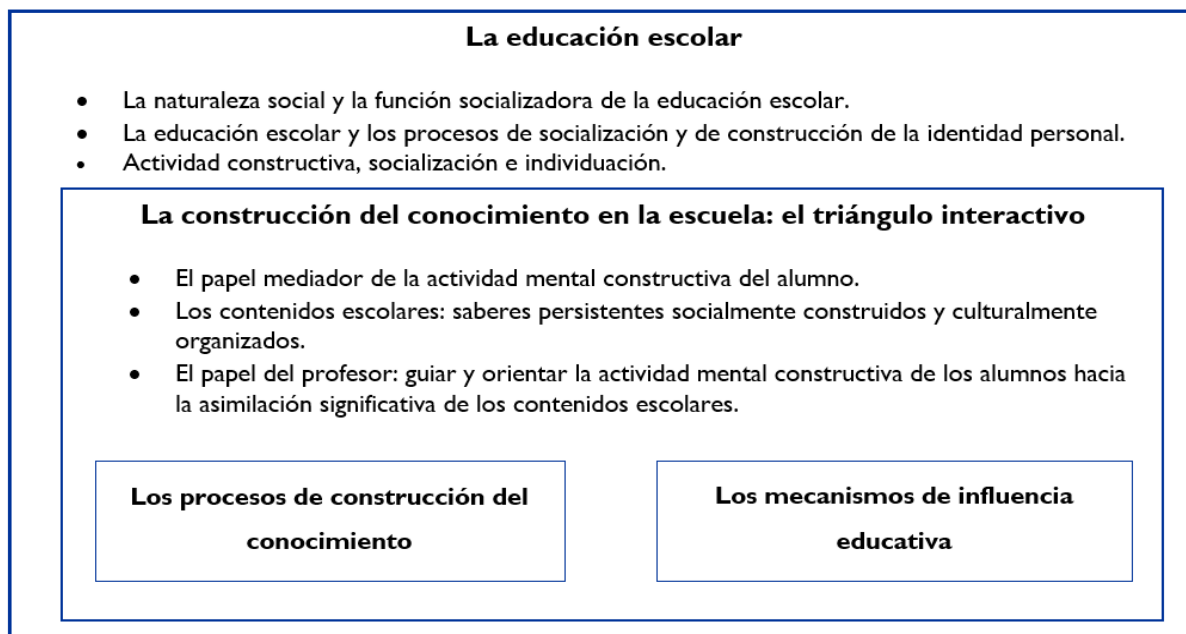 La educación escolar
• La naturaleza social y la función socializadora de la educación escolar.
• La educación escolar y los procesos de socialización y de construcción de la identidad personal.
• Actividad constructiva, socialización e individuación.
La construcción del conocimiento en la escuela: el triángulo interactivo
• El papel mediador de la actividad mental constructiva del alumno.
• Los contenidos escolares: saberes persistentes socialmente construidos y culturalmente
organizados.
• El papel del profesor: guiar y orientar la actividad mental constructiva de los alumnos hacia
la asimilación significativa de los contenidos escolares.
Los procesos de construcción del
conocimiento
Los mecanismos de influencia
educativa